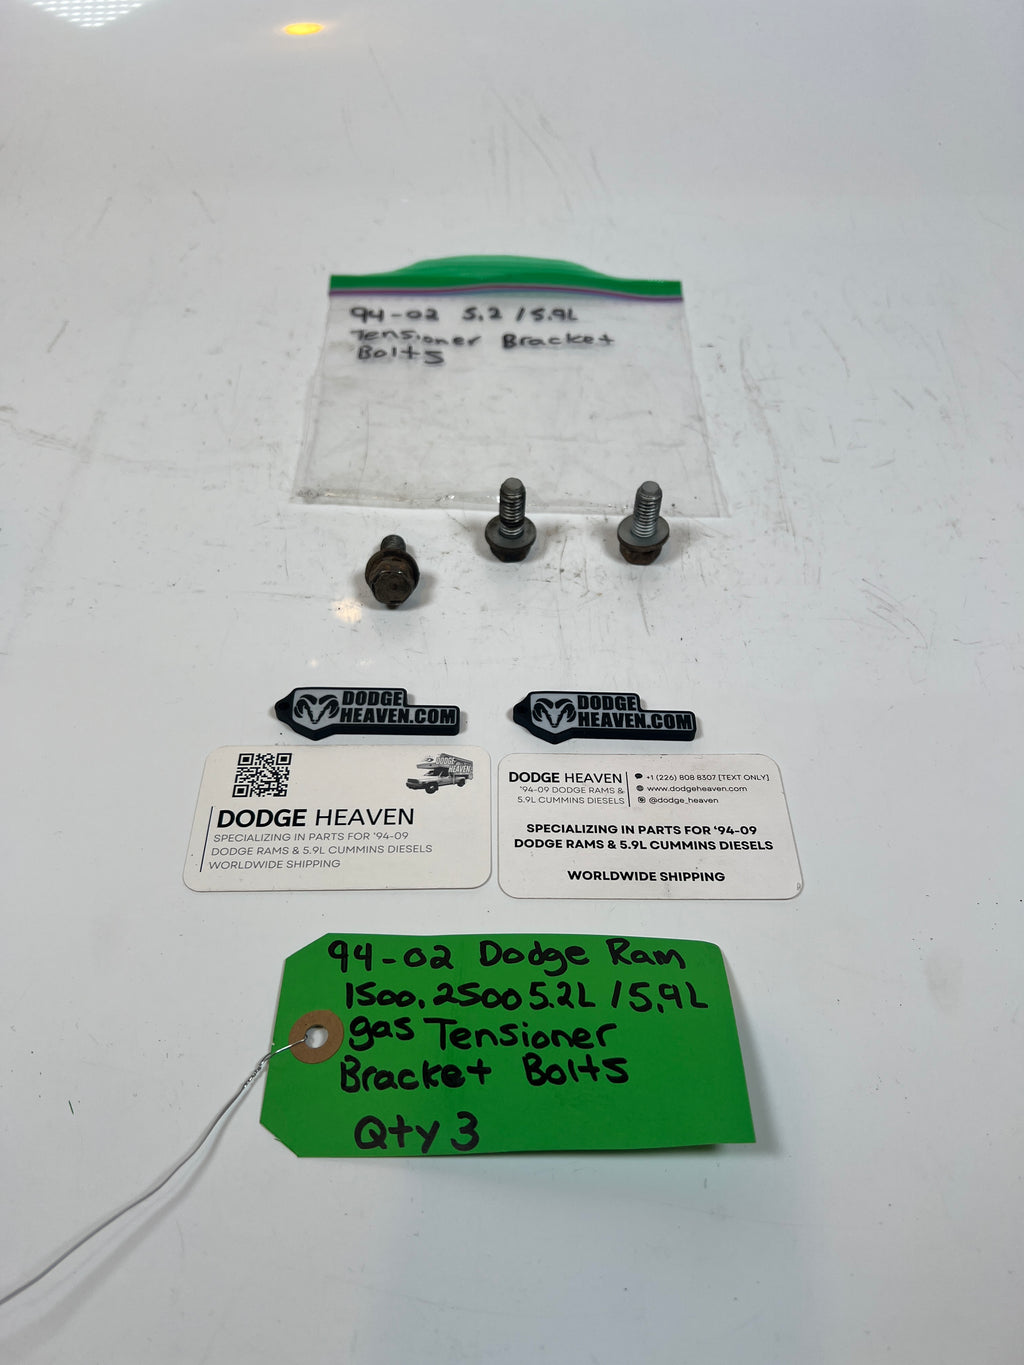 94-02 5.2 / 5.9L
Tensioner Bracket
Bolts
DODGE
HEAVEN.COM
DODGE
HEAVEN.COM
DODGE
HEAVEN
DODGE HEAVEN
SPECIALIZING IN PARTS FOR '94-09
DODGE RAMS & 5.9L CUMMINS DIESELS
WORLDWIDE SHIPPING
DODGE HEAVEN
'94-09 DODGE RAMS &
5.9L CUMMINS DIESELS
+1 (226) 808 8307 [TEXT ONLY]
www.dodgeheaven.com
@dodge_heaven
SPECIALIZING IN PARTS FOR '94-09
DODGE RAMS & 5.9L CUMMINS DIESELS
WORLDWIDE SHIPPING
94-02 Dodge Ram
1500, 2500 5.2L / 5.9L
gas Tensioner
Bracket Bolts
Qty 3